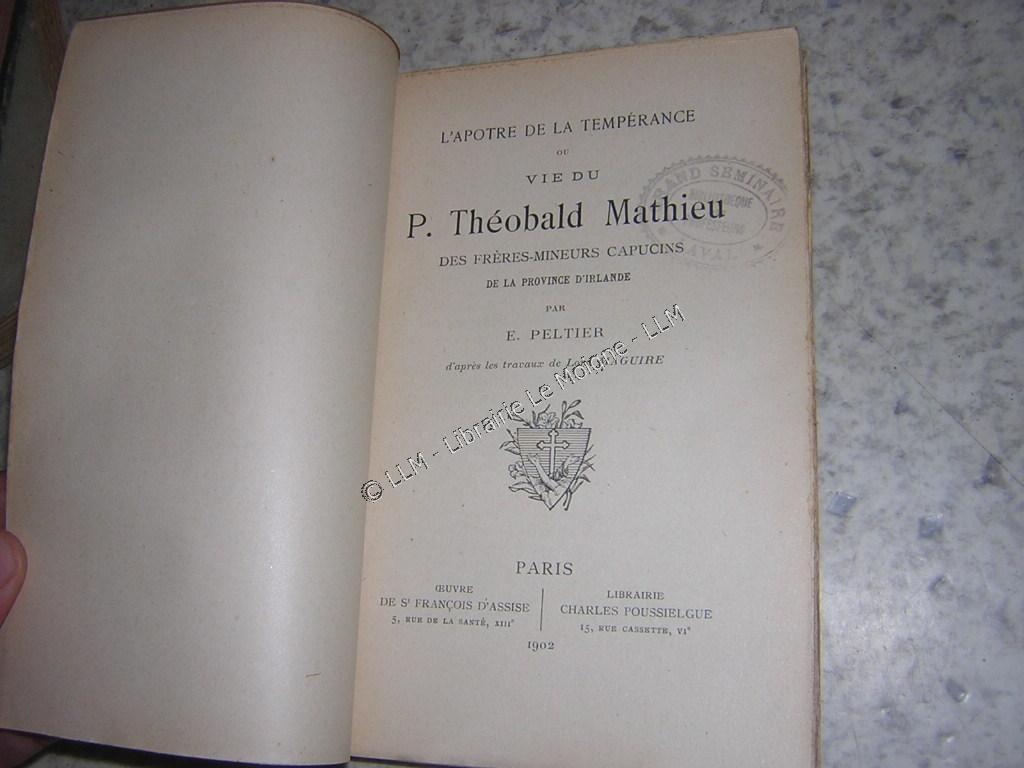 L'APOTRE DE LA TEMPÉRANCE
OU
VIE DU
P. Théobald Mathieu
DES FRÈRES-MINEURS CAPUCINS
DE LA PROVINCE D'IRLANDE
PAR
E. PELTIER
d'après les travaux de MAGUIRE
GRAND SEMINAIRE
LAVAL
© LLM - Librairie Le Moigne - LLM
PARIS
ŒUVRE
DE St FRANÇOIS D'ASSISE
5, RUE DE LA SANTÉ, XIIIe
LIBRAIRIE
CHARLES POUSSIELGUE
15, RUE CASSETTE, VIe
1902